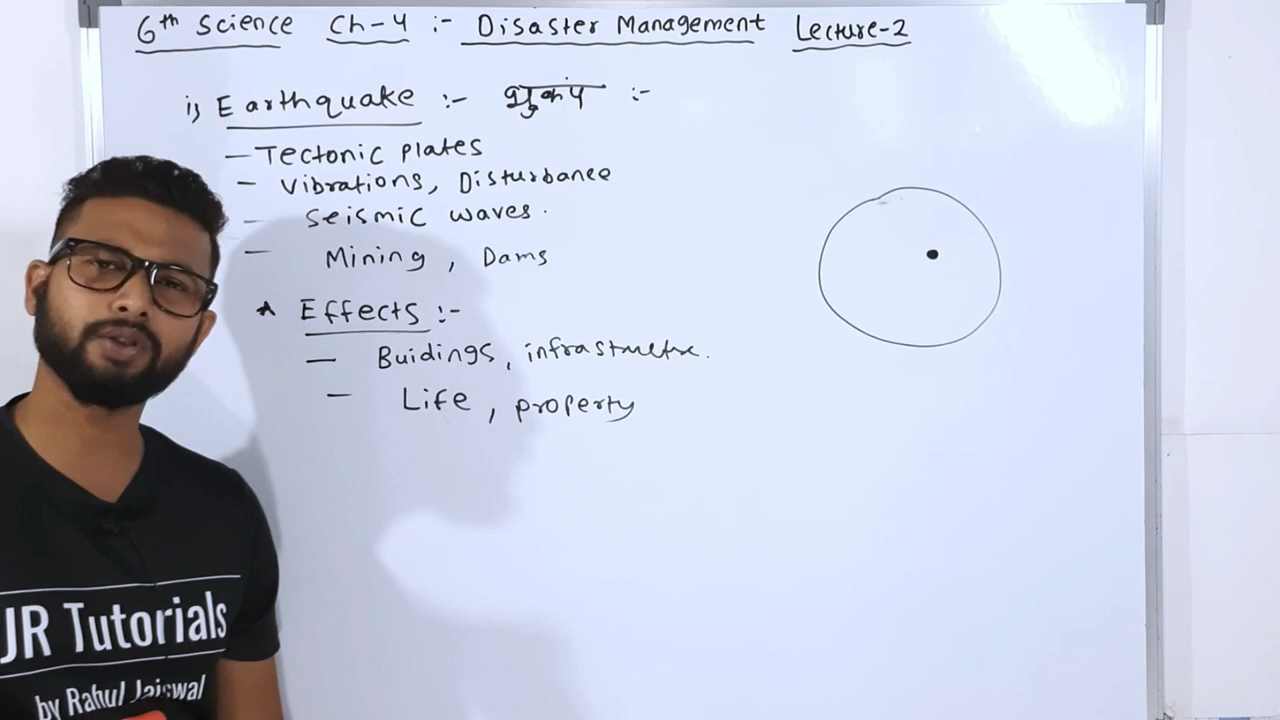 6th Science Ch-4 :- Disaster Management Lecture-2
i) Earthquake :- भूकंप :-
- Tectonic plates
- Vibrations, Disturbance
- Seismic waves.
- Mining, Dams
* Effects :-
- Buidings, infrastructure.
- Life, property
JR Tutorials
by Rahul Jaiswal